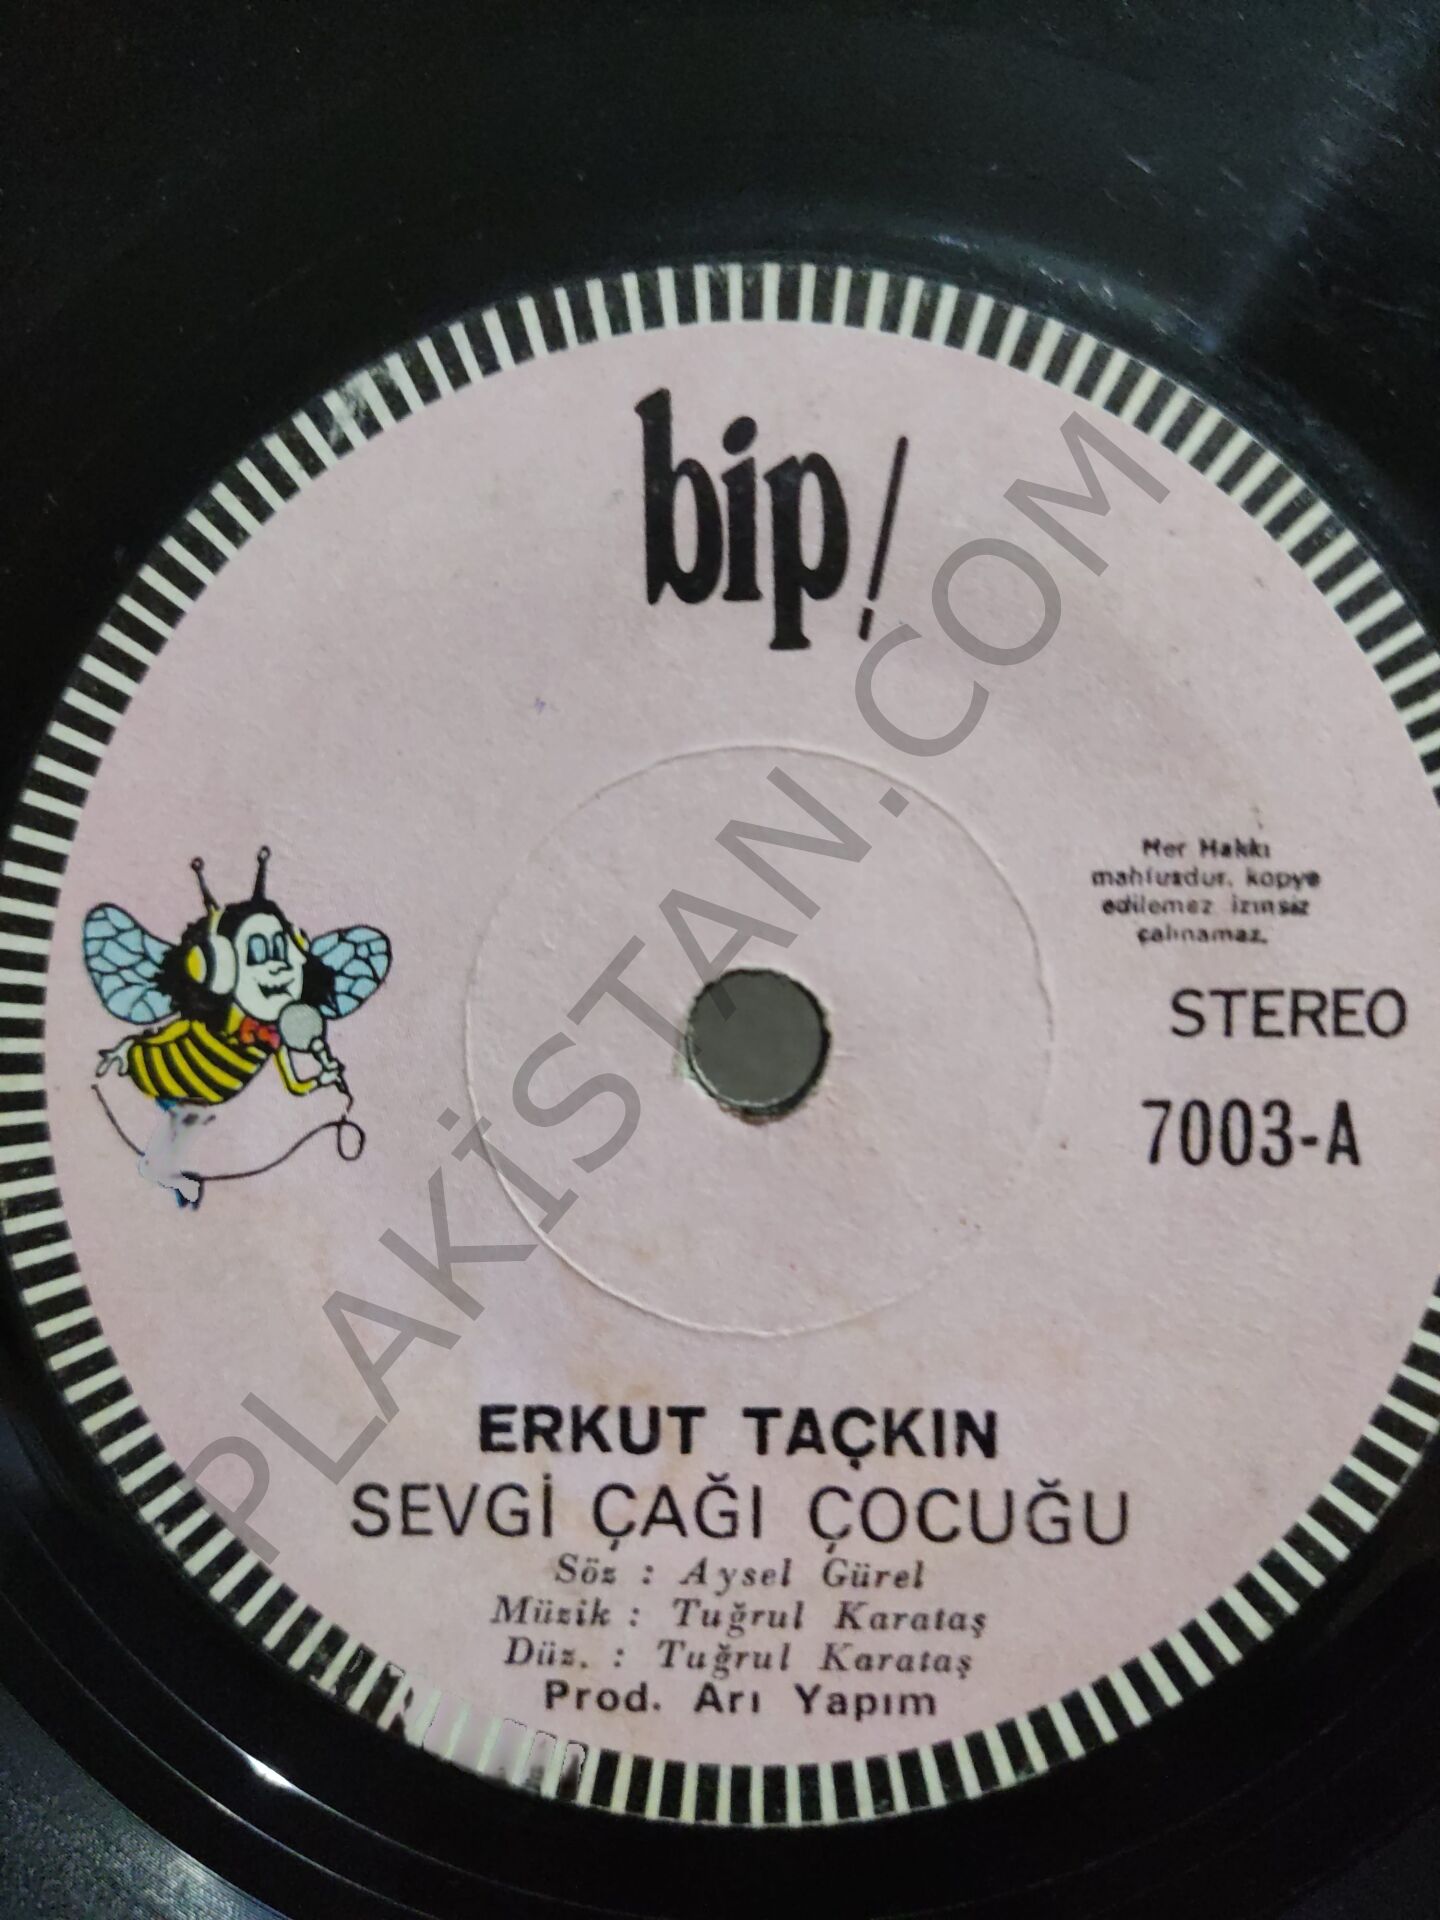 bip!
Her Hakkı
mahfuzdur. kopye
edilemez izinsiz
çalınamaz.
STEREO
7003-A
PLAKİSTAN.COM
ERKUT TAÇKIN
SEVGİ ÇAĞI ÇOCUĞU
Söz : Aysel Gürel
Müzik : Tuğrul Karataş
Düz. : Tuğrul Karataş
Prod. Arı Yapım